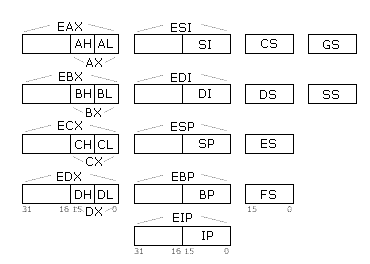 EAX ESI
AH AL SI CS GS
AX
EBX EDI
BH BL DI DS SS
BX
ECX ESP
CH CL SP ES
CX
EDX EBP
DH DL BP FS
31 16 15 0 DX 15 0
EIP
IP
31 16 15 0